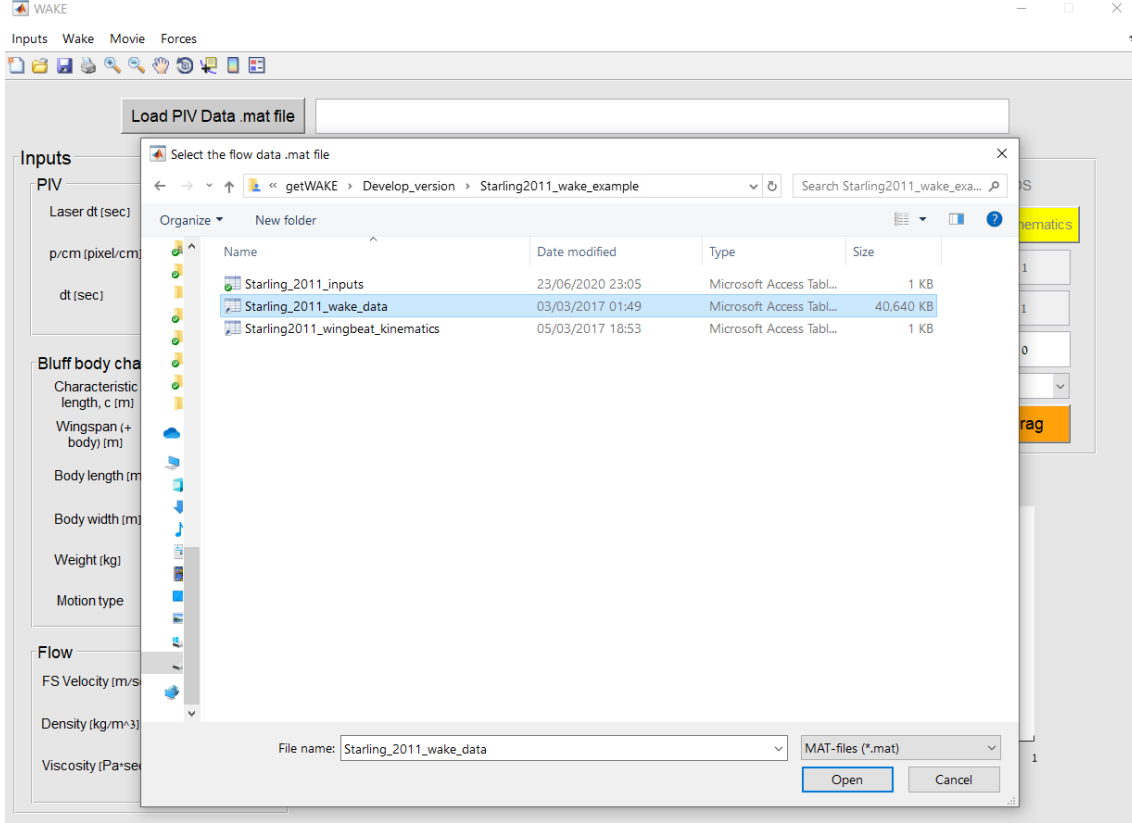 WAKE
Inputs Wake Movie Forces
Load PIV Data .mat file
Select the flow data .mat file
« getWAKE › Develop_version › Starling2011_wake_example
Search Starling2011_wake_exa...
Organize New folder
Name Date modified Type Size
Starling_2011_inputs 23/06/2020 23:05 Microsoft Access Tabl... 1 KB
Starling_2011_wake_data 03/03/2017 01:49 Microsoft Access Tabl... 40,640 KB
Starling2011_wingbeat_kinematics 05/03/2017 18:53 Microsoft Access Tabl... 1 KB
File name: Starling_2011_wake_data MAT-files (*.mat)
Open Cancel
Inputs
PIV
Laser dt [sec]
p/cm [pixel/cm]
dt [sec]
Bluff body cha
Characteristic
length, c [m]
Wingspan (+
body) [m]
Body length [m
Body width [m]
Weight [kg]
Motion type
Flow
FS Velocity [m/s
Density [kg/m^3]
Viscosity [Pa*se
ematics
1
1
0
rag
1